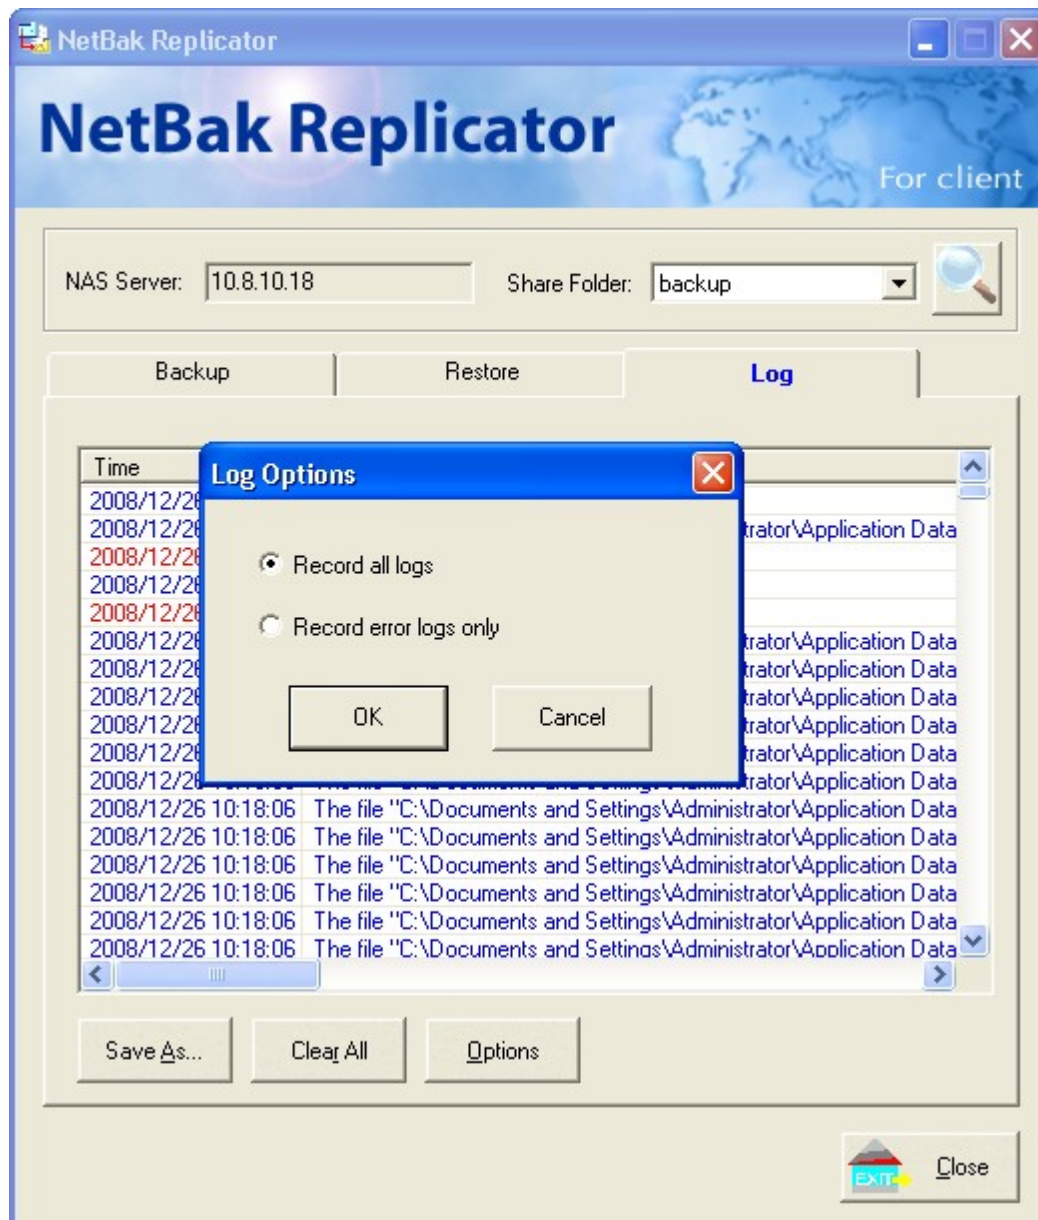 NetBak Replicator
NetBak Replicator
For client
NAS Server: 10.8.10.18 Share Folder: backup
Backup Restore Log
Time
Log Options
Record all logs
Record error logs only
OK Cancel
2008/12/26
2008/12/26 trator\Application Data
2008/12/26
2008/12/26
2008/12/26
2008/12/26 trator\Application Data
2008/12/26 trator\Application Data
2008/12/26 trator\Application Data
2008/12/26 trator\Application Data
2008/12/26 trator\Application Data
2008/12/26 trator\Application Data
2008/12/26 10:18:06 The file "C:\Documents and Settings\Administrator\Application Data
2008/12/26 10:18:06 The file "C:\Documents and Settings\Administrator\Application Data
2008/12/26 10:18:06 The file "C:\Documents and Settings\Administrator\Application Data
2008/12/26 10:18:06 The file "C:\Documents and Settings\Administrator\Application Data
2008/12/26 10:18:06 The file "C:\Documents and Settings\Administrator\Application Data
2008/12/26 10:18:06 The file "C:\Documents and Settings\Administrator\Application Data
Save As... Clear All Options
EXIT Close